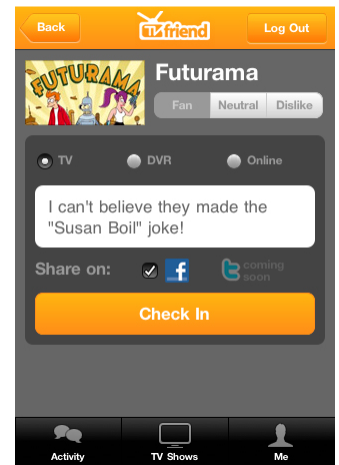 Back
TV friend
Log Out
FUTURAMA
Futurama
Fan
Neutral
Dislike
TV
DVR
Online
I can't believe they made the
"Susan Boil" joke!
Share on:
f
t
coming
soon
Check In
Activity
TV Shows
Me